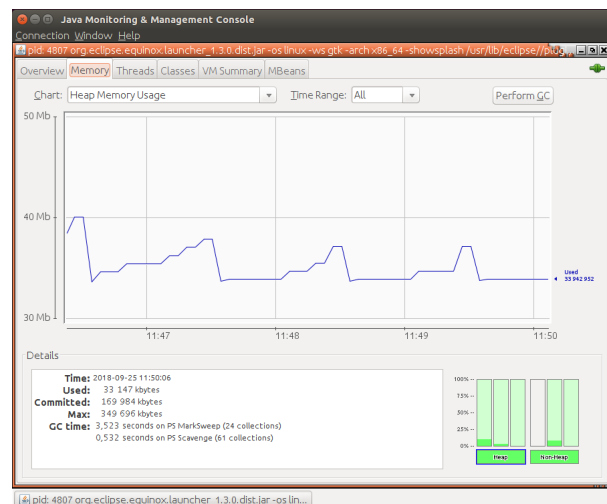 Java Monitoring & Management Console
Connection Window Help
pid: 4807 org.eclipse.equinox.launcher_1.3.0.dist.jar -os linux -ws gtk -arch x86_64 -showsplash /usr/lib/eclipse//plug...
Overview Memory Threads Classes VM Summary MBeans
Chart: Heap Memory Usage Time Range: All Perform GC
50 Mb
40 Mb
Used
33 942 952
30 Mb
11:47 11:48 11:49 11:50
Details
Time: 2018-09-25 11:50:06
Used: 33 147 kbytes
Committed: 169 984 kbytes
Max: 349 696 kbytes
GC time: 3,523 seconds on PS MarkSweep (24 collections)
0,532 seconds on PS Scavenge (61 collections)
100% --
75% --
50% --
25% --
0% --
Heap Non-Heap
pid: 4807 org.eclipse.equinox.launcher_1.3.0.dist.jar -os lin...